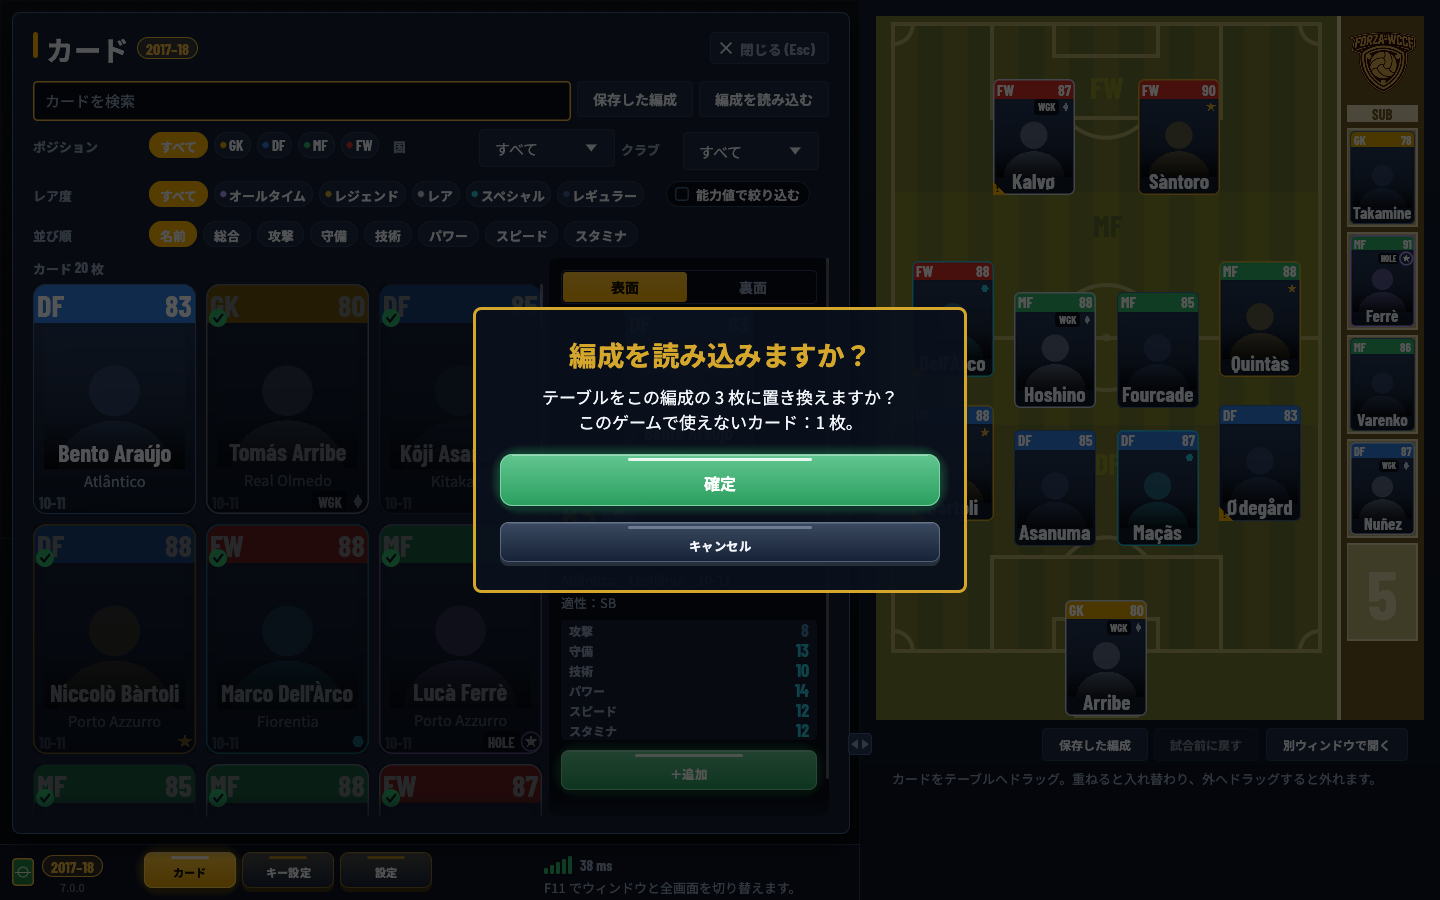 カード 2017-18 閉じる(Esc)
カードを検索 保存した編成 編成を読み込む
ポジション すべて GK DF MF FW 国 すべて クラブ すべて
レア度 すべて オールタイム レジェンド レア スペシャル レギュラー 能力値で絞り込む
並び順 名前 総合 攻撃 守備 技術 パワー スピード スタミナ
カード 20 枚
表面 裏面
DF 83
Bento Araújo
Atlântico
10-11
GK 80
Tomás Arribe
Real Olmedo
10-11 WGK
DF 85
Kōji Asa
Kitaka
10-11
DF 88
Niccolò Bàrtoli
Porto Azzurro
10-11
FW 88
Marco Dell'Àrco
Fiorentia
10-11
MF
Lucà Ferrè
Porto Azzurro
10-11 HOLE
MF 85
MF 88
FW 87
編成を読み込みますか？
テーブルをこの編成の 3 枚に置き換えますか？
このゲームで使えないカード：1 枚。
確定
キャンセル
適性：SB
攻撃 8
守備 13
技術 10
パワー 14
スピード 12
スタミナ 12
＋追加
2017-18
7.0.0
カード キー設定 設定
38 ms
F11 でウィンドウと全画面を切り替えます。
FW
FW 87
WGK
Kalvø
FW 90
Sàntoro
MF
FW 88
Dell'Àrco
MF 88
WGK
Hoshino
MF 85
Fourcade
MF 88
Quintàs
DF
88
oli
DF 85
Asanuma
DF 87
Maçãs
DF 83
Ødegård
GK 80
WGK
Arribe
FORZA-WCCF
SUB
GK 78
Takamine
MF 91
HOLE
Ferrè
MF 86
Varenko
DF 87
WGK
Nuñez
5
保存した編成 試合前に戻す 別ウィンドウで開く
カードをテーブルへドラッグ。重ねると入れ替わり、外へドラッグすると外れます。